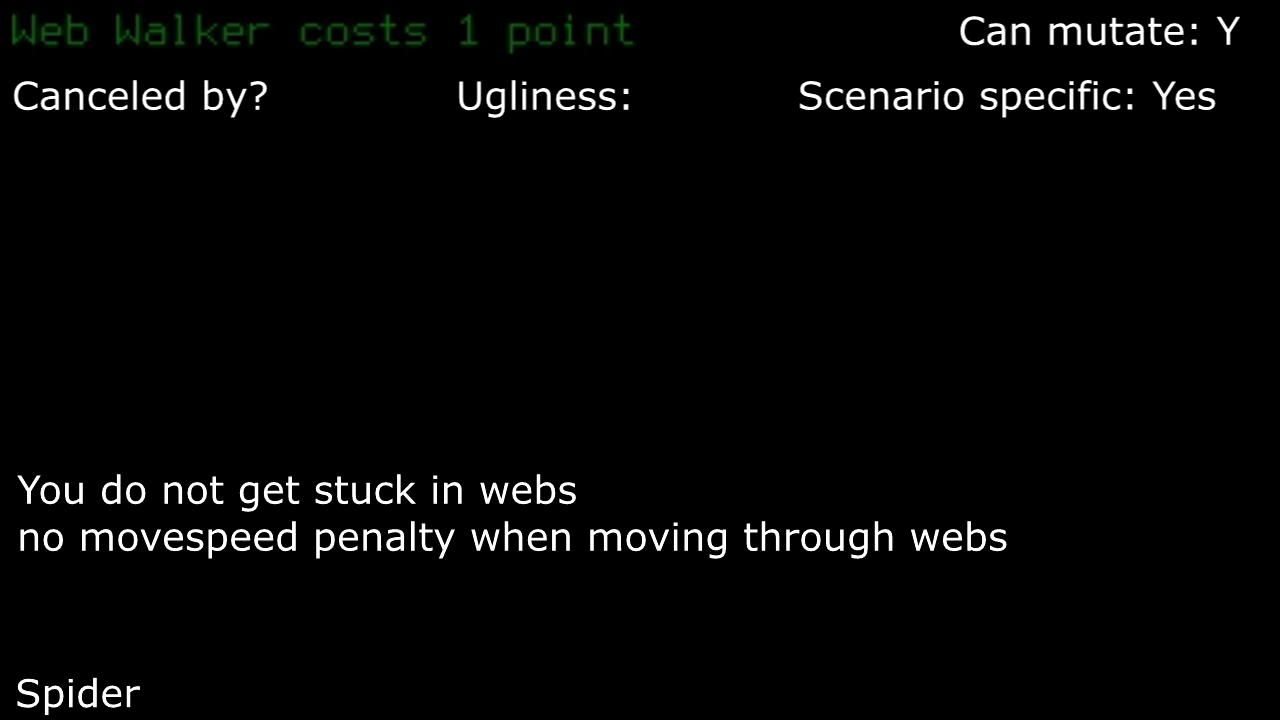 Web Walker costs 1 point
Can mutate: Y
Canceled by?
Ugliness:
Scenario specific: Yes
You do not get stuck in webs
no movespeed penalty when moving through webs
Spider